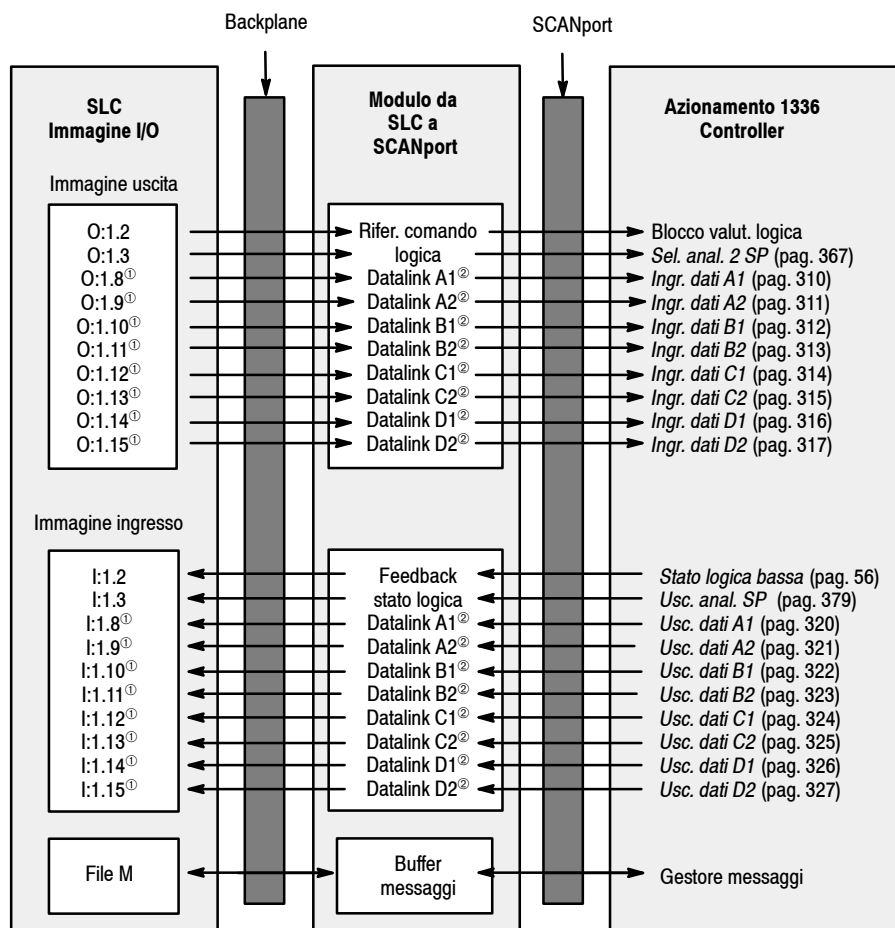 Backplane
SCANport
SLC
Immagine I/O
Modulo da
SLC a
SCANport
Azionamento 1336
Controller
Immagine uscita
O:1.2
Rifer. comando
Blocco valut. logica
O:1.3
logica
Sel. anal. 2 SP (pag. 367)
O:1.8①
Datalink A1②
Ingr. dati A1 (pag. 310)
O:1.9①
Datalink A2②
Ingr. dati A2 (pag. 311)
O:1.10①
Datalink B1②
Ingr. dati B1 (pag. 312)
O:1.11①
Datalink B2②
Ingr. dati B2 (pag. 313)
O:1.12①
Datalink C1②
Ingr. dati C1 (pag. 314)
O:1.13①
Datalink C2②
Ingr. dati C2 (pag. 315)
O:1.14①
Datalink D1②
Ingr. dati D1 (pag. 316)
O:1.15①
Datalink D2②
Ingr. dati D2 (pag. 317)
Immagine ingresso
I:1.2
Feedback
Stato logica bassa (pag. 56)
I:1.3
stato logica
Usc. anal. SP (pag. 379)
I:1.8①
Datalink A1②
Usc. dati A1 (pag. 320)
I:1.9①
Datalink A2②
Usc. dati A2 (pag. 321)
I:1.10①
Datalink B1②
Usc. dati B1 (pag. 322)
I:1.11①
Datalink B2②
Usc. dati B2 (pag. 323)
I:1.12①
Datalink C1②
Usc. dati C1 (pag. 324)
I:1.13①
Datalink C2②
Usc. dati C2 (pag. 325)
I:1.14①
Datalink D1②
Usc. dati D1 (pag. 326)
I:1.15①
Datalink D2②
Usc. dati D2 (pag. 327)
File M
Buffer
messaggi
Gestore messaggi